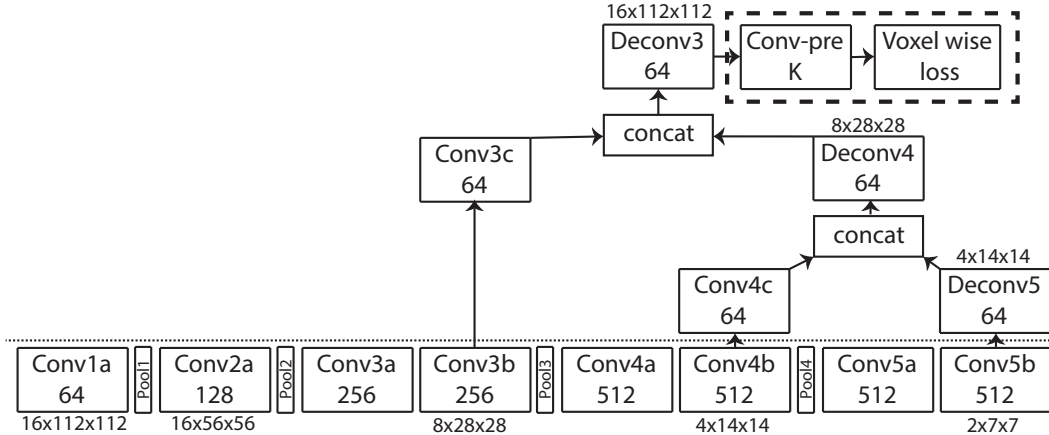 16x112x112
Deconv3
64
Conv-pre
K
Voxel wise
loss
concat
8x28x28
Conv3c
64
Deconv4
64
concat
4x14x14
Conv4c
64
Deconv5
64
Conv1a
64
16x112x112
Pool1
Conv2a
128
16x56x56
Pool2
Conv3a
256
Conv3b
256
8x28x28
Pool3
Conv4a
512
Conv4b
512
4x14x14
Pool4
Conv5a
512
Conv5b
512
2x7x7